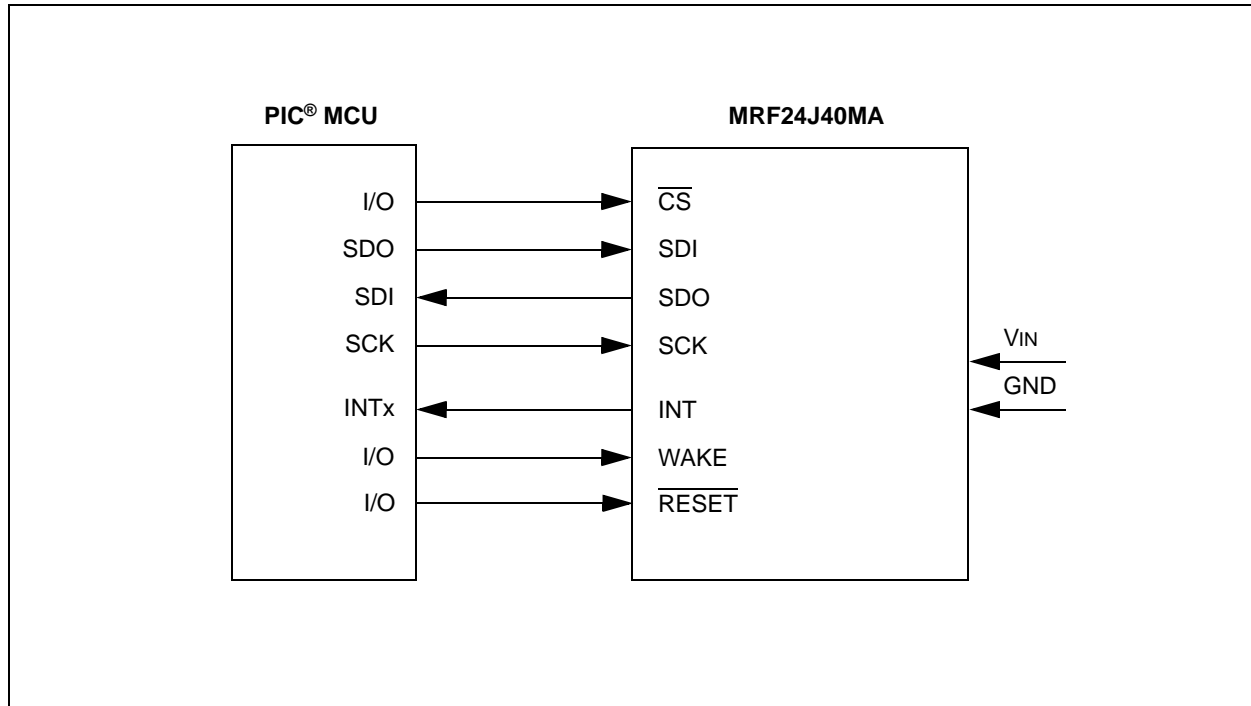 PIC® MCU
MRF24J40MA
I/O
CS
SDO
SDI
SDI
SDO
SCK
SCK
INTx
INT
I/O
WAKE
I/O
RESET
VIN
GND